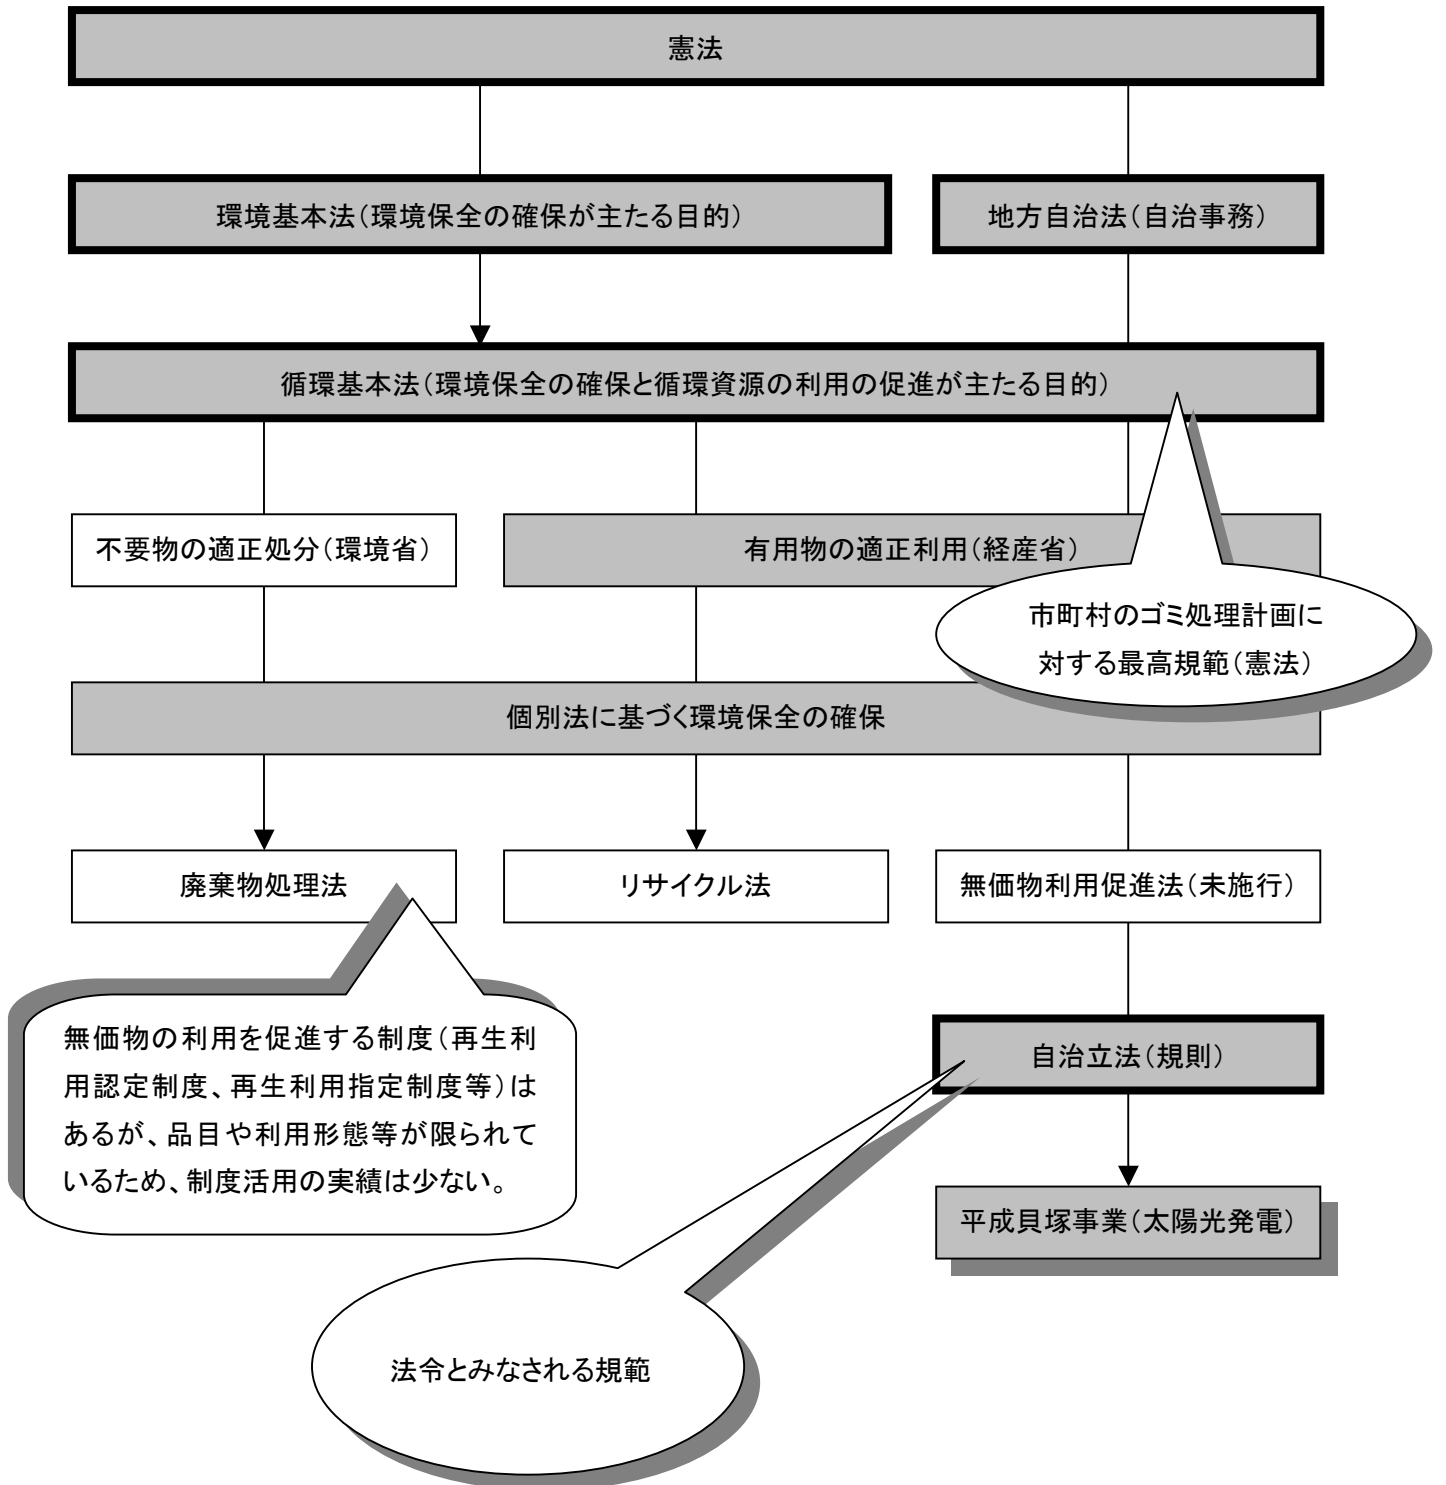 憲法
環境基本法（環境保全の確保が主たる目的）
地方自治法（自治事務）
循環基本法（環境保全の確保と循環資源の利用の促進が主たる目的）
不要物の適正処分（環境省）
有用物の適正利用（経産省）
市町村のゴミ処理計画に
対する最高規範（憲法）
個別法に基づく環境保全の確保
廃棄物処理法
リサイクル法
無価物利用促進法（未施行）
無価物の利用を促進する制度（再生利
用認定制度、再生利用指定制度等）は
あるが、品目や利用形態等が限られて
いるため、制度活用の実績は少ない。
自治立法（規則）
平成貝塚事業（太陽光発電）
法令とみなされる規範